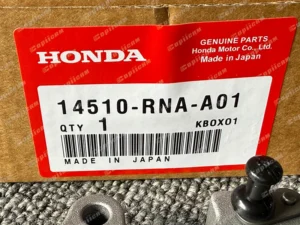 HONDA
GENUINE PARTS
Honda Motor Co., Ltd.
Made in Japan
14510-RNA-A01
QTY 1 KBOX01
MADE IN JAPAN